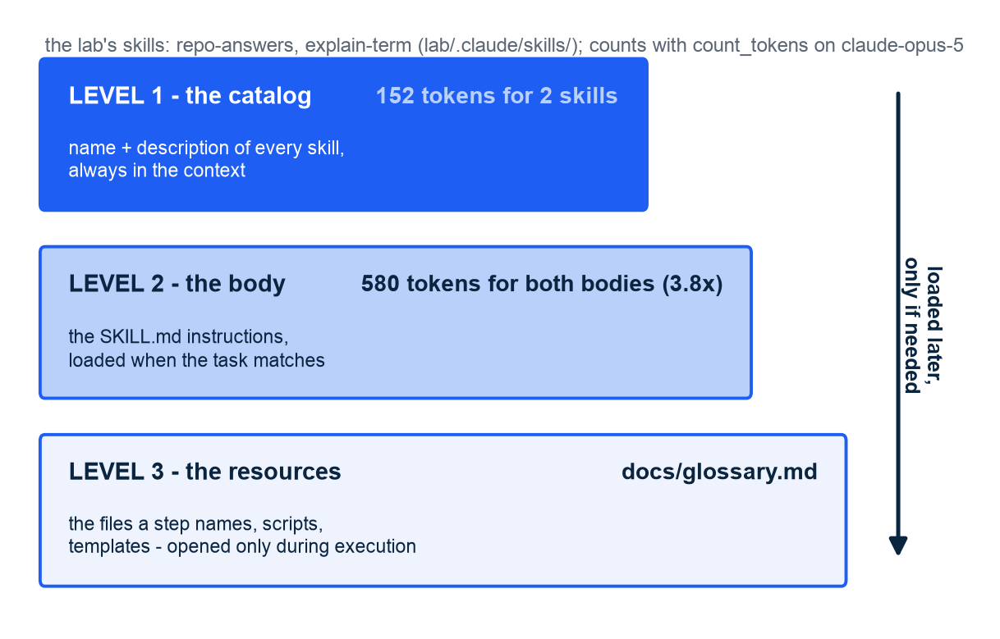 the lab's skills: repo-answers, explain-term (lab/.claude/skills/); counts with count_tokens on claude-opus-5
LEVEL 1 - the catalog
152 tokens for 2 skills
name + description of every skill,
always in the context
LEVEL 2 - the body
580 tokens for both bodies (3.8x)
the SKILL.md instructions,
loaded when the task matches
LEVEL 3 - the resources
docs/glossary.md
the files a step names, scripts,
templates - opened only during execution
loaded later,
only if needed